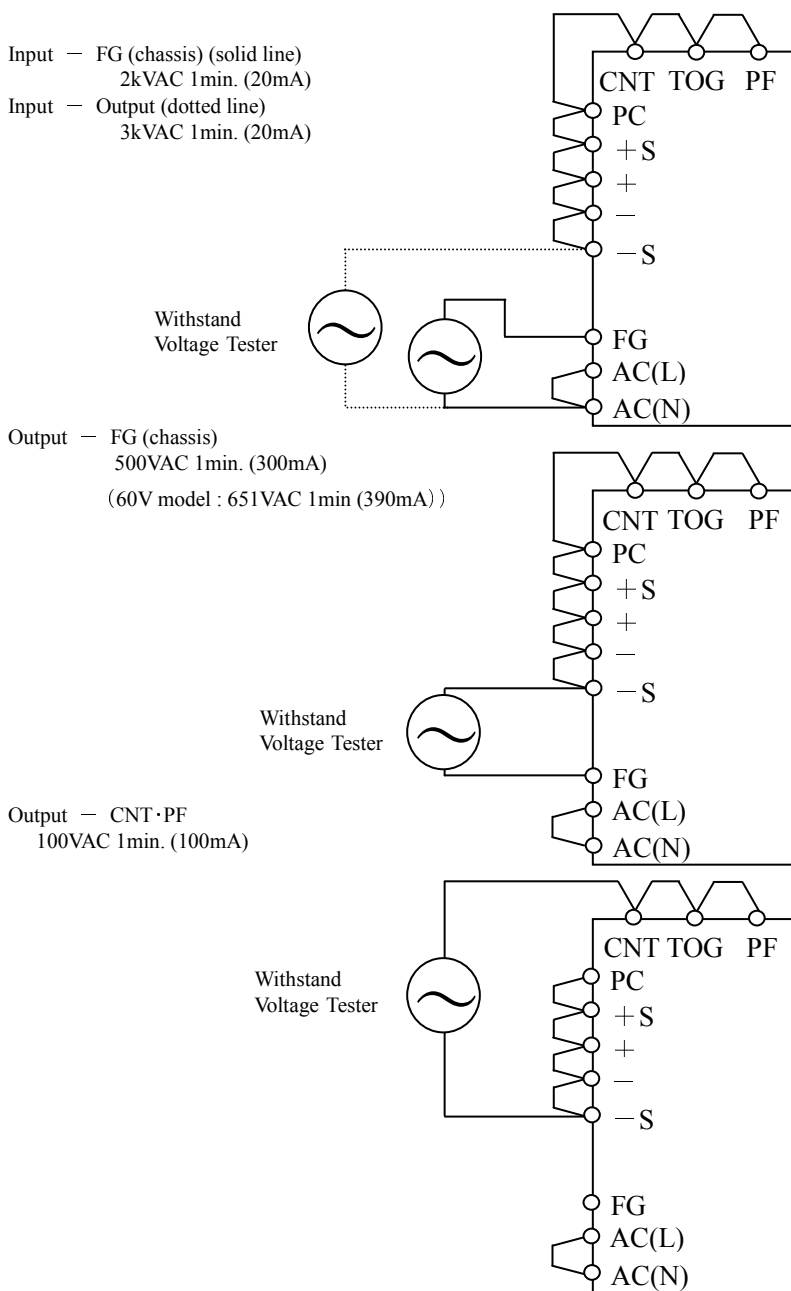 Input － FG (chassis) (solid line)
2kVAC 1min. (20mA)
Input － Output (dotted line)
3kVAC 1min. (20mA)
CNT TOG PF
PC
＋S
＋
－
－S
Withstand
Voltage Tester
FG
AC(L)
AC(N)
Output － FG (chassis)
500VAC 1min. (300mA)
（60V model : 651VAC 1min (390mA)）
CNT TOG PF
PC
＋S
＋
－
－S
Withstand
Voltage Tester
FG
AC(L)
AC(N)
Output － CNT･PF
100VAC 1min. (100mA)
CNT TOG PF
PC
＋S
＋
－
－S
Withstand
Voltage Tester
FG
AC(L)
AC(N)